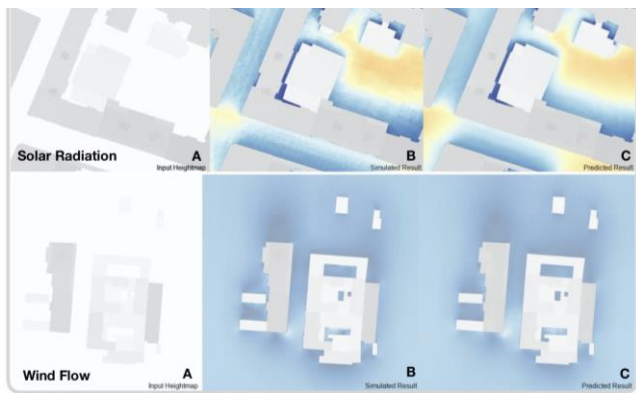 Solar Radiation
A
Input Heightmap
B
Simulated Result
C
Predicted Result
Wind Flow
A
Input Heightmap
B
Simulated Result
C
Predicted Result